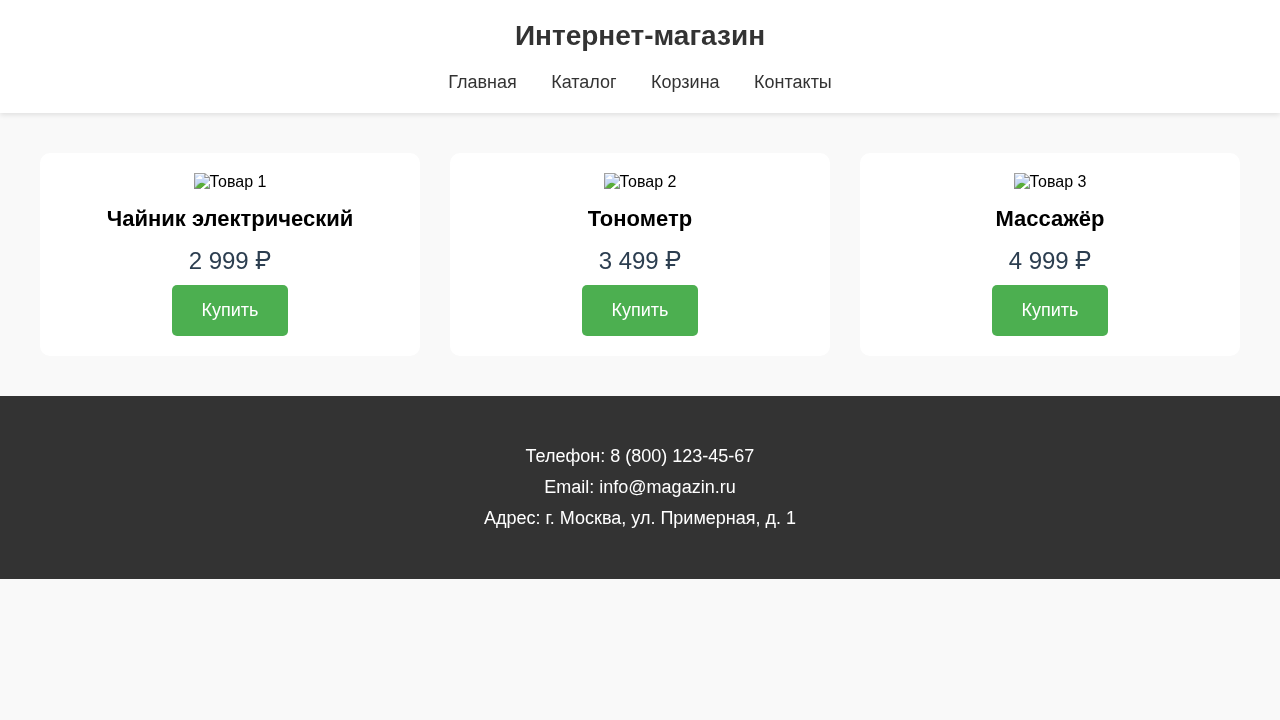 Интернет-магазин
Главная Каталог Корзина Контакты
Товар 1
Чайник электрический
2 999 ₽
Купить
Товар 2
Тонометр
3 499 ₽
Купить
Товар 3
Массажёр
4 999 ₽
Купить
Телефон: 8 (800) 123-45-67
Email: info@magazin.ru
Адрес: г. Москва, ул. Примерная, д. 1